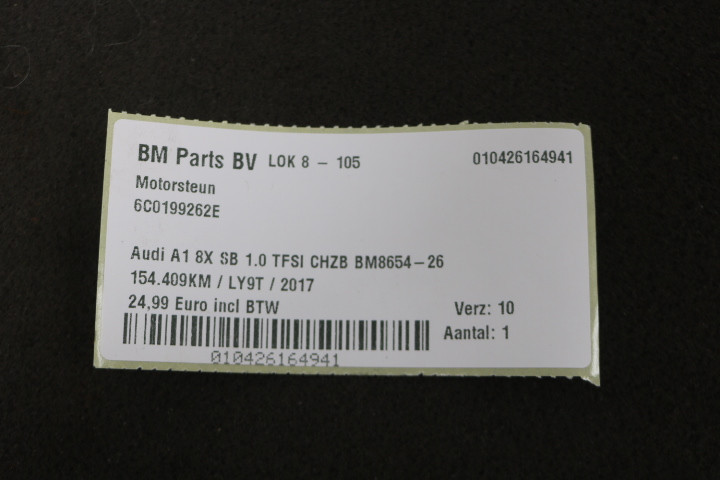 BM Parts BV LOK 8 - 105 010426164941
Motorsteun
6C0199262E
Audi A1 8X SB 1.0 TFSI CHZB BM8654-26
154.409KM / LY9T / 2017
24,99 Euro incl BTW Verz: 10
Aantal: 1
010426164941